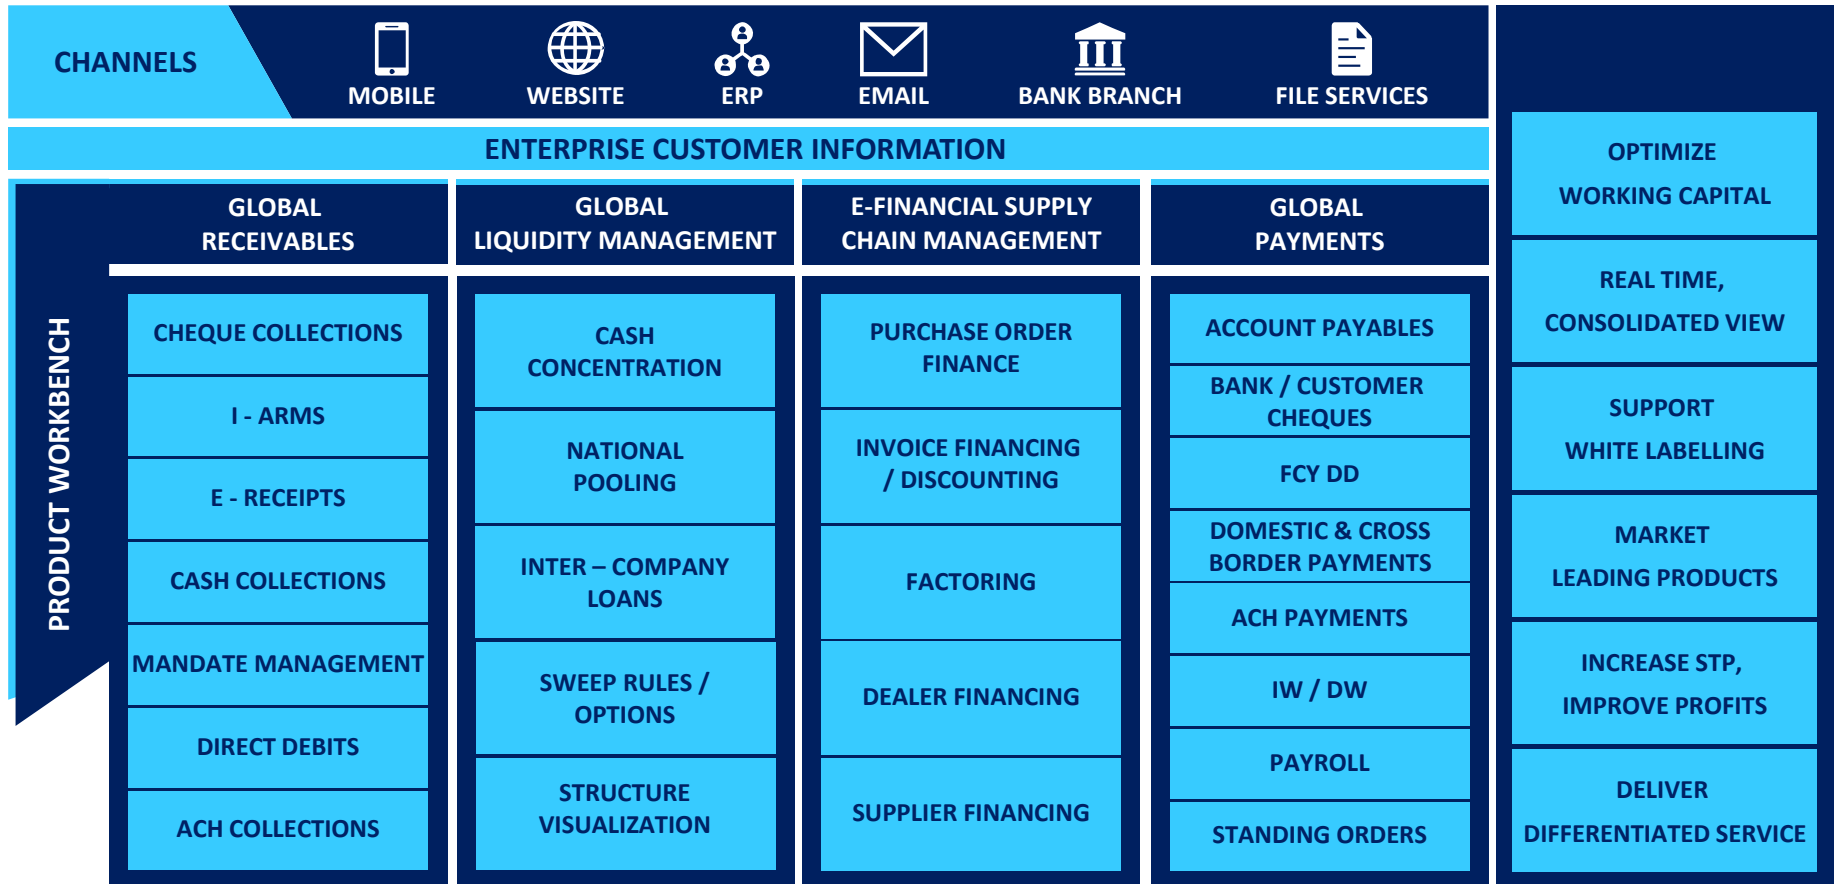 CHANNELS
MOBILE
WEBSITE
ERP
EMAIL
BANK BRANCH
FILE SERVICES
ENTERPRISE CUSTOMER INFORMATION
PRODUCT WORKBENCH
GLOBAL
RECEIVABLES
CHEQUE COLLECTIONS
I - ARMS
E - RECEIPTS
CASH COLLECTIONS
MANDATE MANAGEMENT
DIRECT DEBITS
ACH COLLECTIONS
GLOBAL
LIQUIDITY MANAGEMENT
CASH
CONCENTRATION
NATIONAL
POOLING
INTER – COMPANY
LOANS
SWEEP RULES /
OPTIONS
STRUCTURE
VISUALIZATION
E-FINANCIAL SUPPLY
CHAIN MANAGEMENT
PURCHASE ORDER
FINANCE
INVOICE FINANCING
/ DISCOUNTING
FACTORING
DEALER FINANCING
SUPPLIER FINANCING
GLOBAL
PAYMENTS
ACCOUNT PAYABLES
BANK / CUSTOMER
CHEQUES
FCY DD
DOMESTIC & CROSS
BORDER PAYMENTS
ACH PAYMENTS
IW / DW
PAYROLL
STANDING ORDERS
OPTIMIZE
WORKING CAPITAL
REAL TIME,
CONSOLIDATED VIEW
SUPPORT
WHITE LABELLING
MARKET
LEADING PRODUCTS
INCREASE STP,
IMPROVE PROFITS
DELIVER
DIFFERENTIATED SERVICE